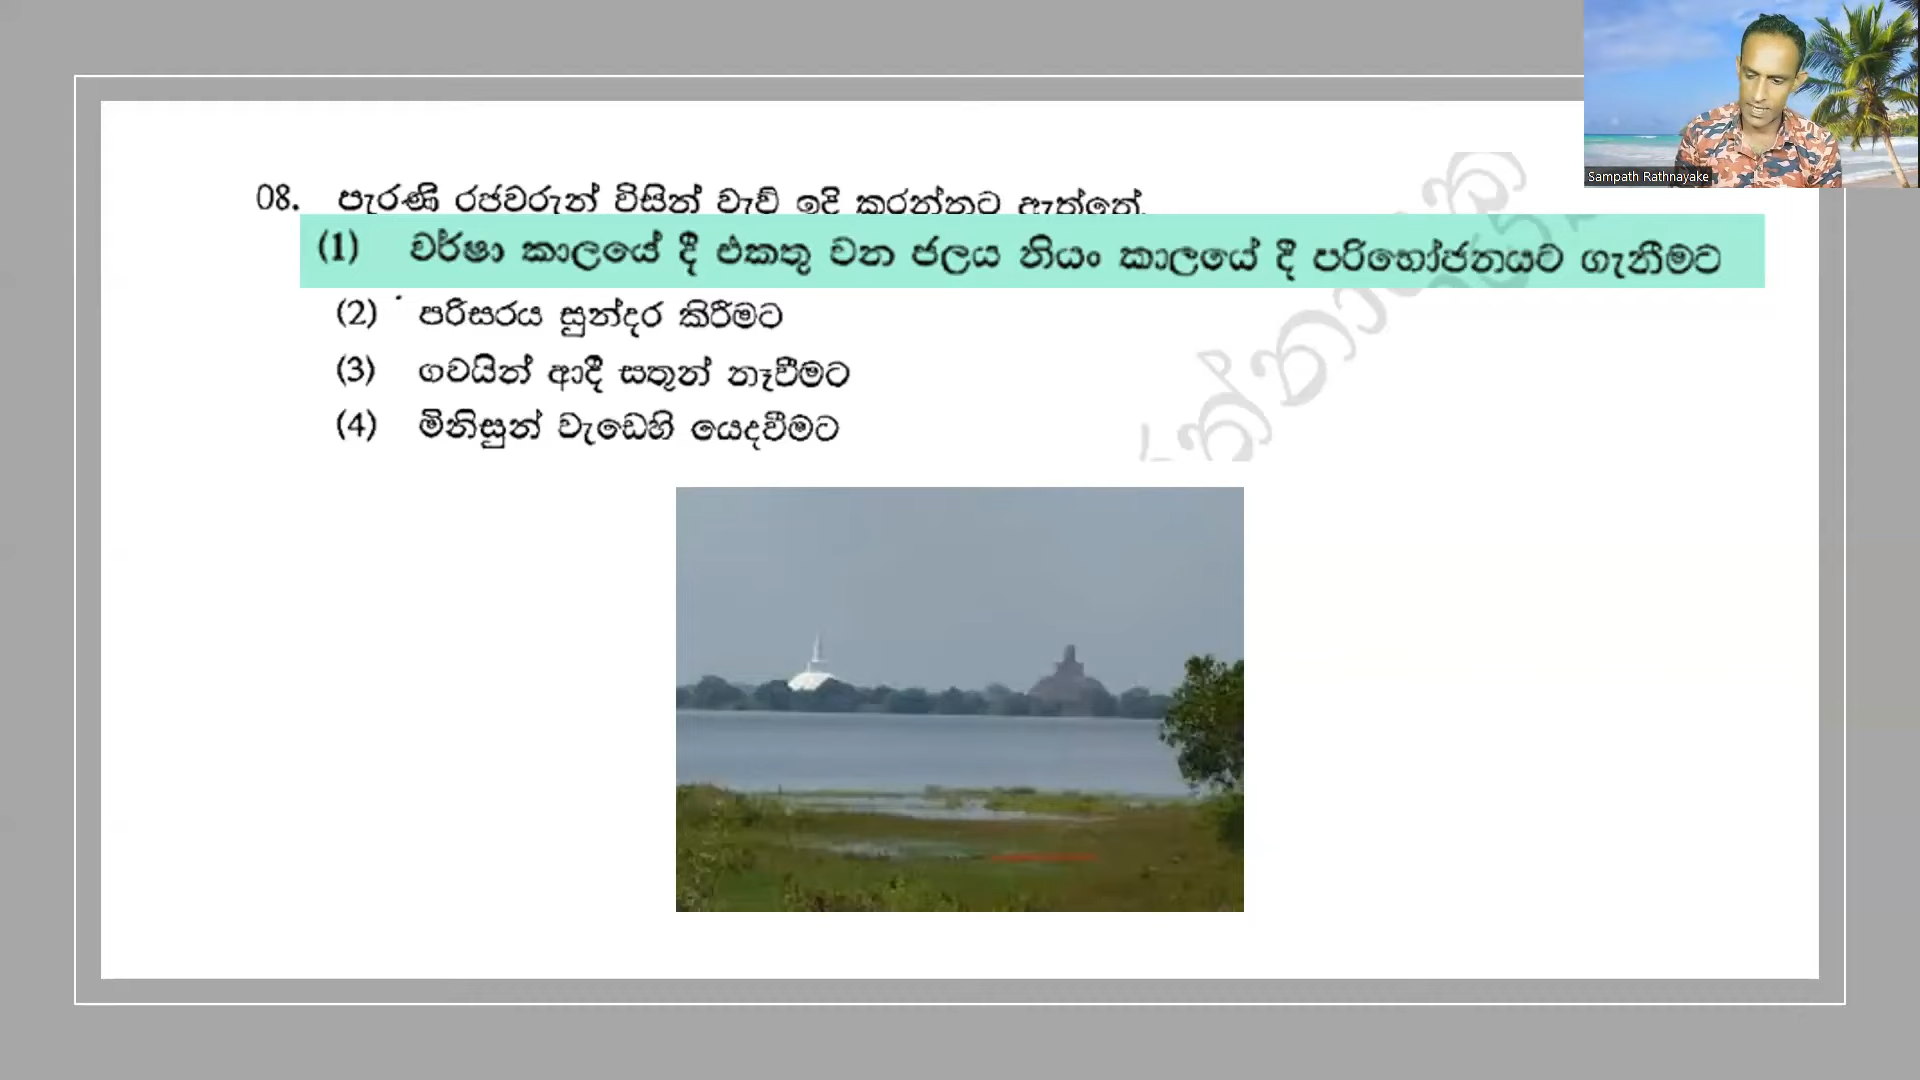 08. පැරණි රජවරුන් විසින් වැව් ඉදි කරන්නට ඇත්තේ,
(1) වර්ෂා කාලයේ දී එකතු වන ජලය නියං කාලයේ දී පරිභෝජනයට ගැනීමට
(2) පරිසරය සුන්දර කිරීමට
(3) ගවයින් ආදී සතුන් නෑවීමට
(4) මිනිසුන් වැඩෙහි යෙදවීමට
Sampath Rathnayake